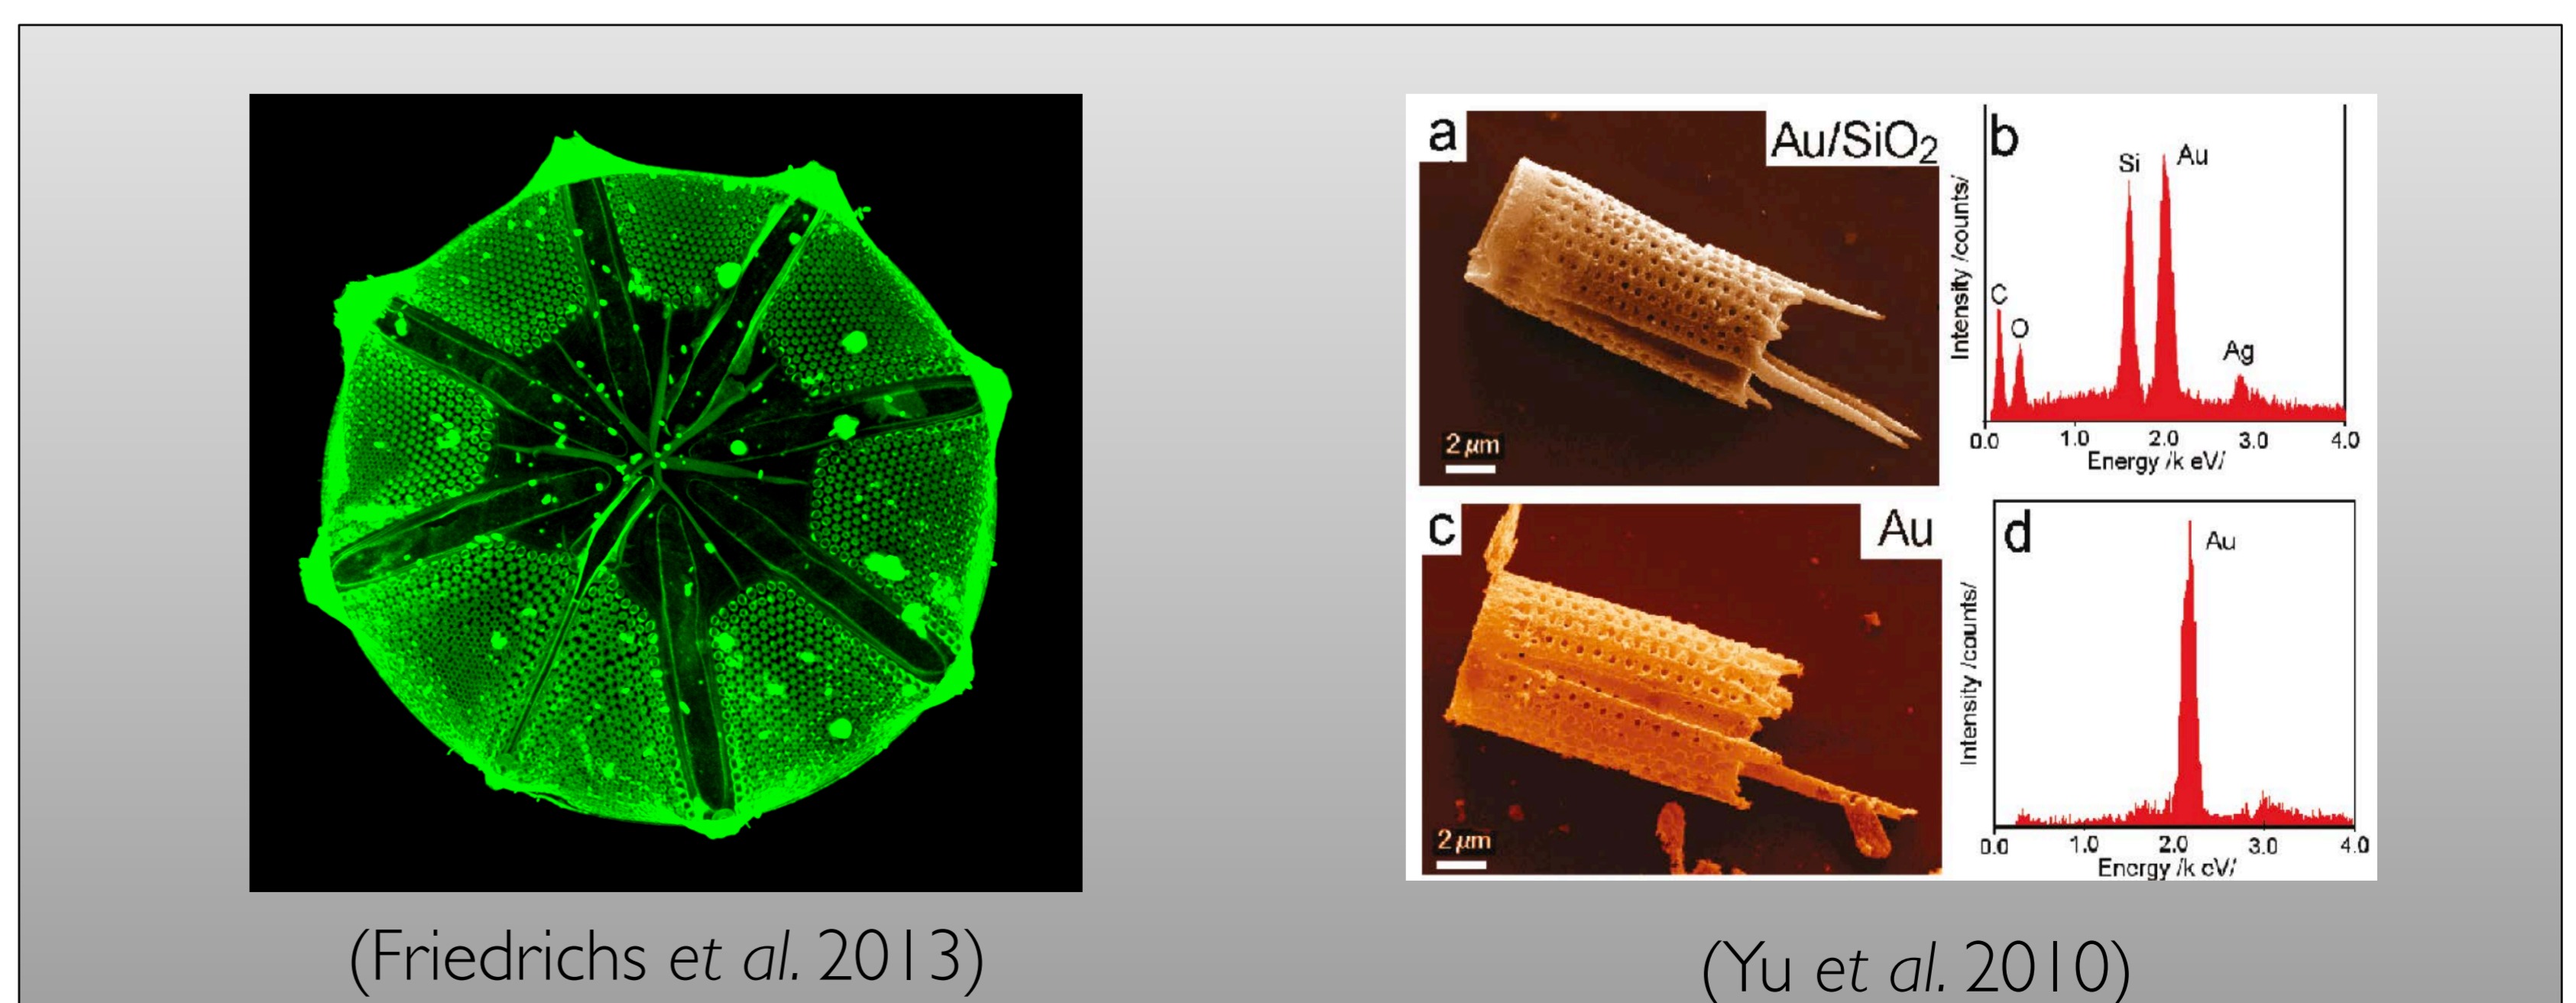 a
Au/SiO₂
2 µm
b
Si
Au
C
O
Ag
Intensity /counts/
0.0 1.0 2.0 3.0 4.0
Energy /k eV/
c
Au
2 µm
d
Au
Intensity /counts/
0.0 1.0 2.0 3.0 4.0
Energy /k eV/
(Friedrichs et al. 2013)
(Yu et al. 2010)